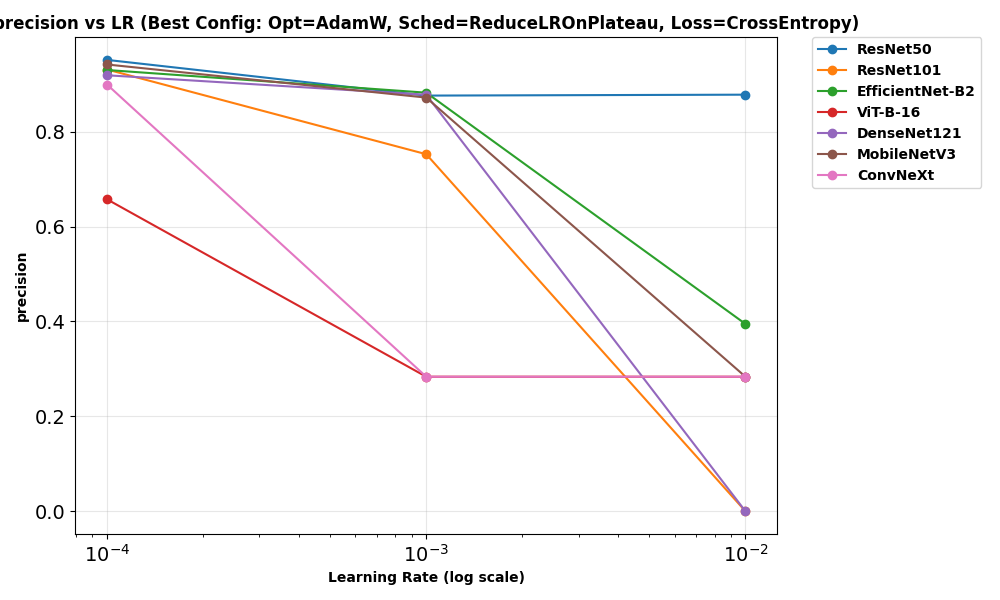 precision vs LR (Best Config: Opt=AdamW, Sched=ReduceLROnPlateau, Loss=CrossEntropy)
ResNet50
ResNet101
EfficientNet-B2
ViT-B-16
DenseNet121
MobileNetV3
ConvNeXt
precision
0.8
0.6
0.4
0.2
0.0
10⁻⁴
10⁻³
10⁻²
Learning Rate (log scale)